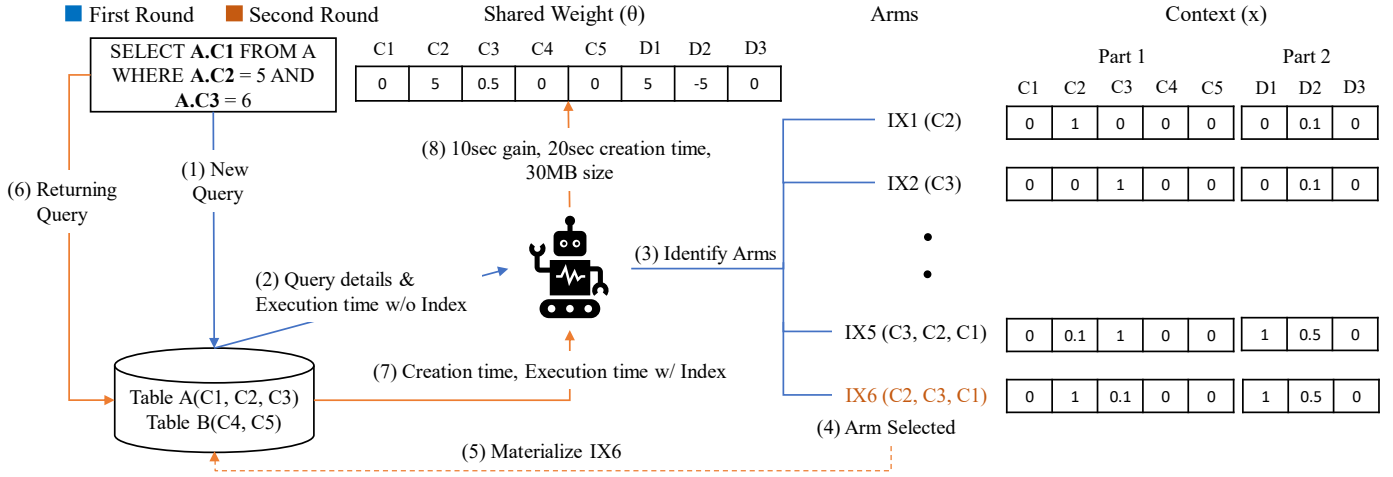 First Round
Second Round
Shared Weight (θ)
Arms
Context (x)
SELECT A.C1 FROM A
WHERE A.C2 = 5 AND
A.C3 = 6
C1 C2 C3 C4 C5 D1 D2 D3
0 5 0.5 0 0 5 -5 0
Part 1
Part 2
C1 C2 C3 C4 C5 D1 D2 D3
IX1 (C2)
0 1 0 0 0 0 0.1 0
IX2 (C3)
0 0 1 0 0 0 0.1 0
IX5 (C3, C2, C1)
0 0.1 1 0 0 1 0.5 0
IX6 (C2, C3, C1)
0 1 0.1 0 0 1 0.5 0
(1) New
Query
(6) Returning
Query
(8) 10sec gain, 20sec creation time,
30MB size
(2) Query details &
Execution time w/o Index
(3) Identify Arms
(7) Creation time, Execution time w/ Index
Table A(C1, C2, C3)
Table B(C4, C5)
(4) Arm Selected
(5) Materialize IX6